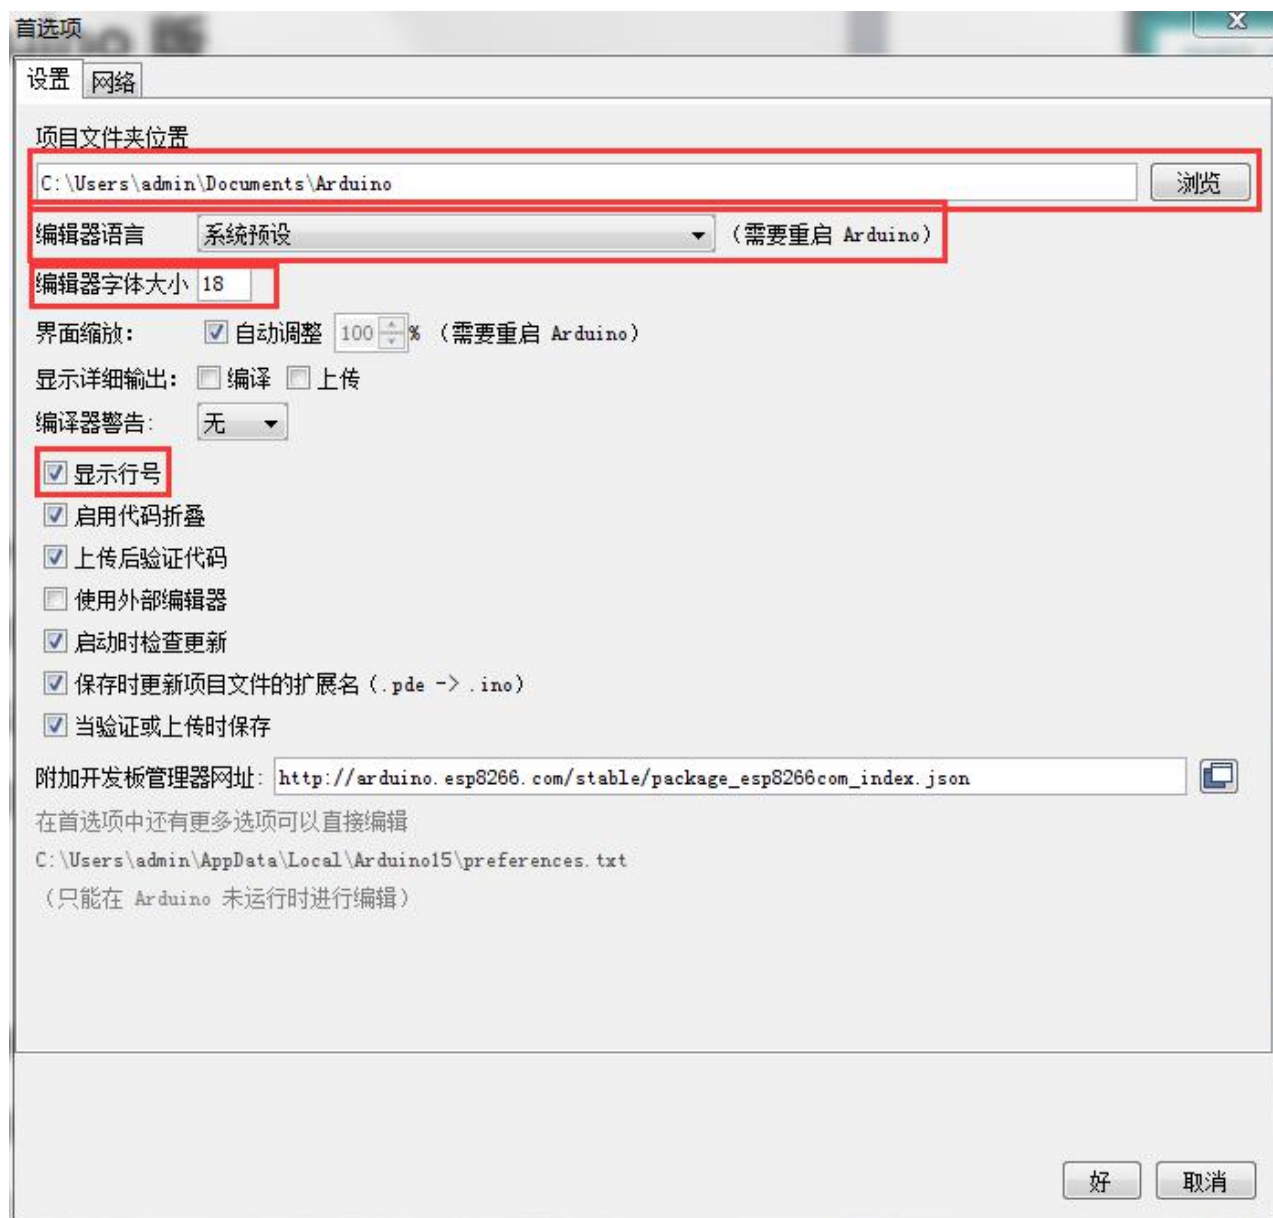 首选项
uino 版
设置 网络
项目文件夹位置
C:\Users\admin\Documents\Arduino 浏览
编辑器语言 系统预设 (需要重启 Arduino)
编辑器字体大小 18
界面缩放: 自动调整 100 % (需要重启 Arduino)
显示详细输出: 编译 上传
编译器警告: 无
显示行号
启用代码折叠
上传后验证代码
使用外部编辑器
启动时检查更新
保存时更新项目文件的扩展名(.pde -> .ino)
当验证或上传时保存
附加开发板管理器网址: http://arduino.esp8266.com/stable/package_esp8266com_index.json
在首选项中还有更多选项可以直接编辑
C:\Users\admin\AppData\Local\Arduino15\preferences.txt
(只能在 Arduino 未运行时进行编辑)
好 取消